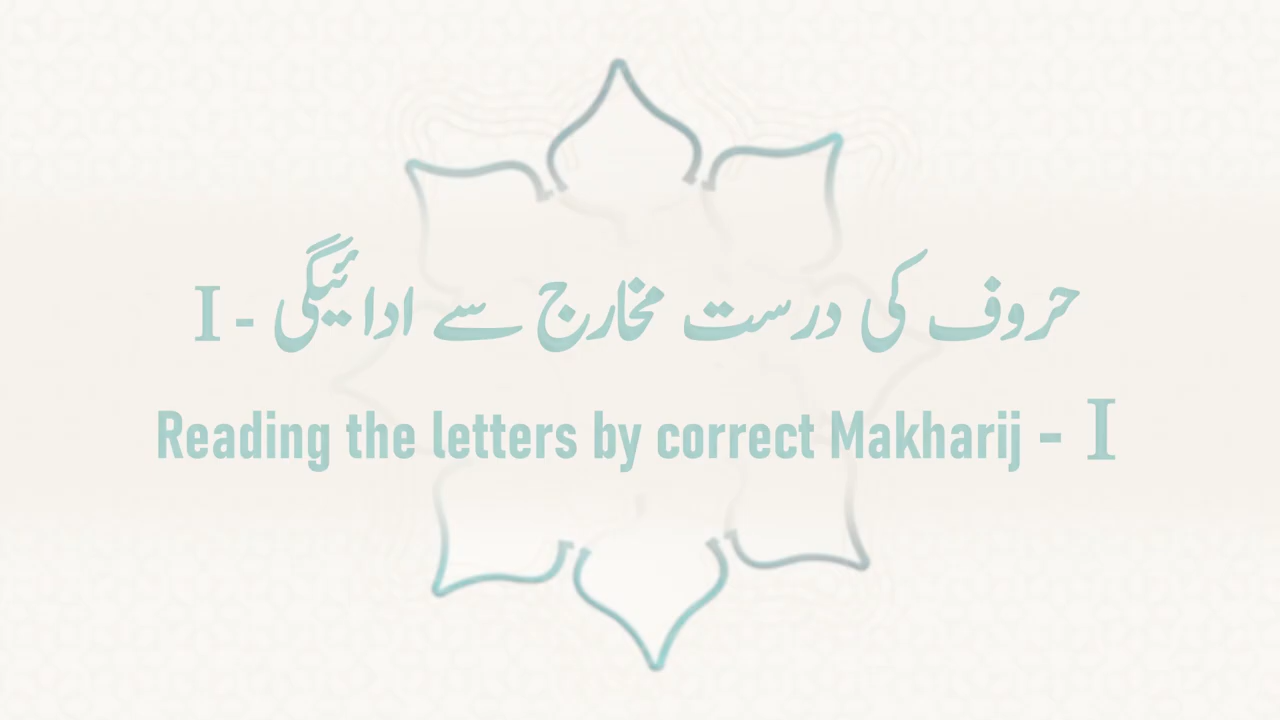 حروف کی درست مخارج سے ادائیگی - I
Reading the letters by correct Makharij - I